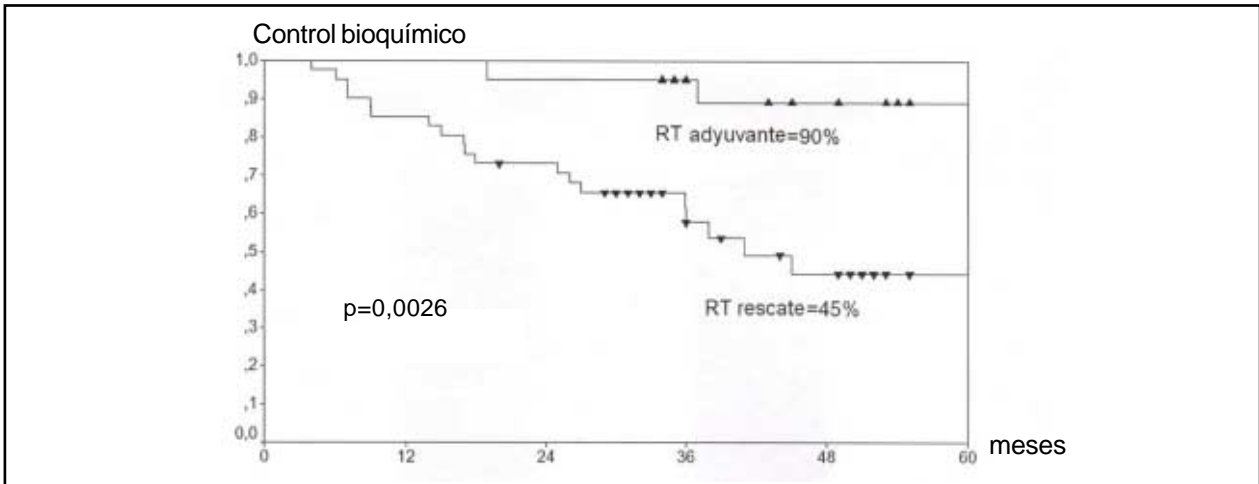 Control bioquímico
1,0
,9
,8
,7
,6
,5
,4
,3
,2
,1
0,0
RT adyuvante=90%
RT rescate=45%
p=0,0026
0 12 24 36 48 60 meses